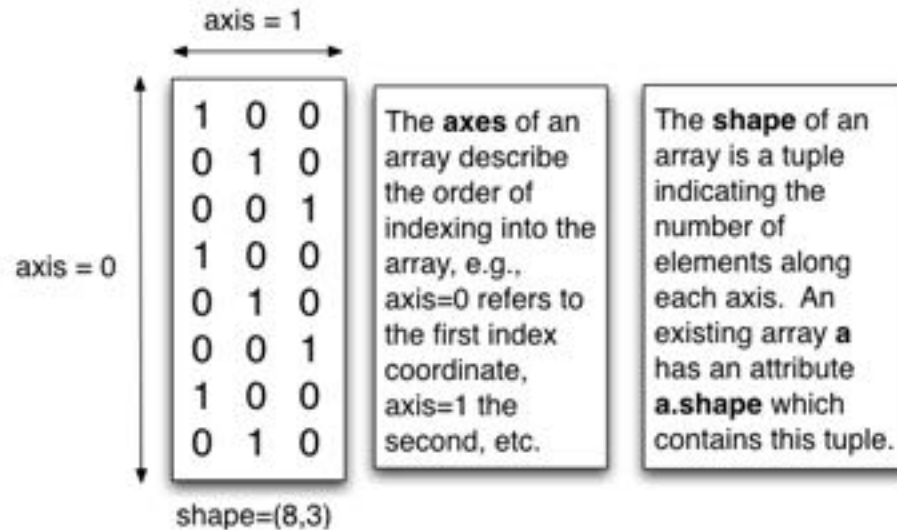 axis = 1
axis = 0
1 0 0
0 1 0
0 0 1
1 0 0
0 1 0
0 0 1
1 0 0
0 1 0
shape=(8,3)
The axes of an
array describe
the order of
indexing into the
array, e.g.,
axis=0 refers to
the first index
coordinate,
axis=1 the
second, etc.
The shape of an
array is a tuple
indicating the
number of
elements along
each axis. An
existing array a
has an attribute
a.shape which
contains this tuple.